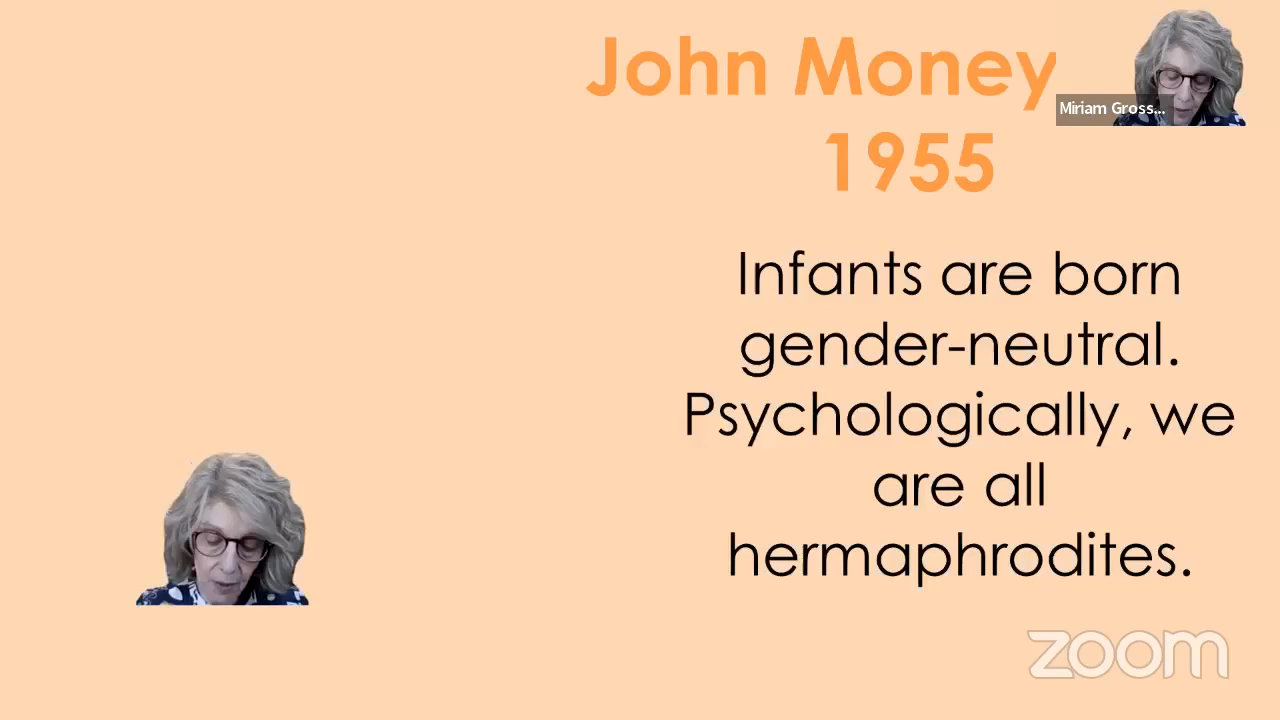 John Money
1955
Miriam Gross...
Infants are born
gender-neutral.
Psychologically, we
are all
hermaphrodites.
zoom